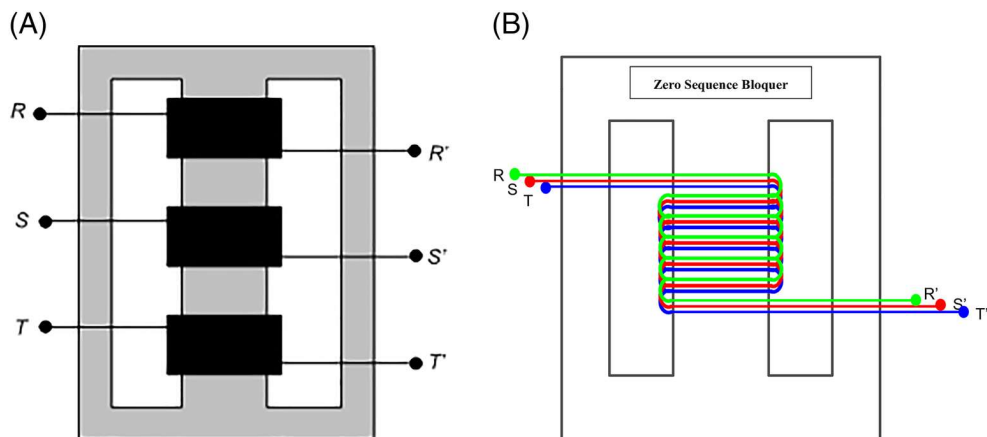 (A)
R
R'
S
S'
T
T'
(B)
Zero Sequence Bloquer
R
S
T
R'
S'
T'